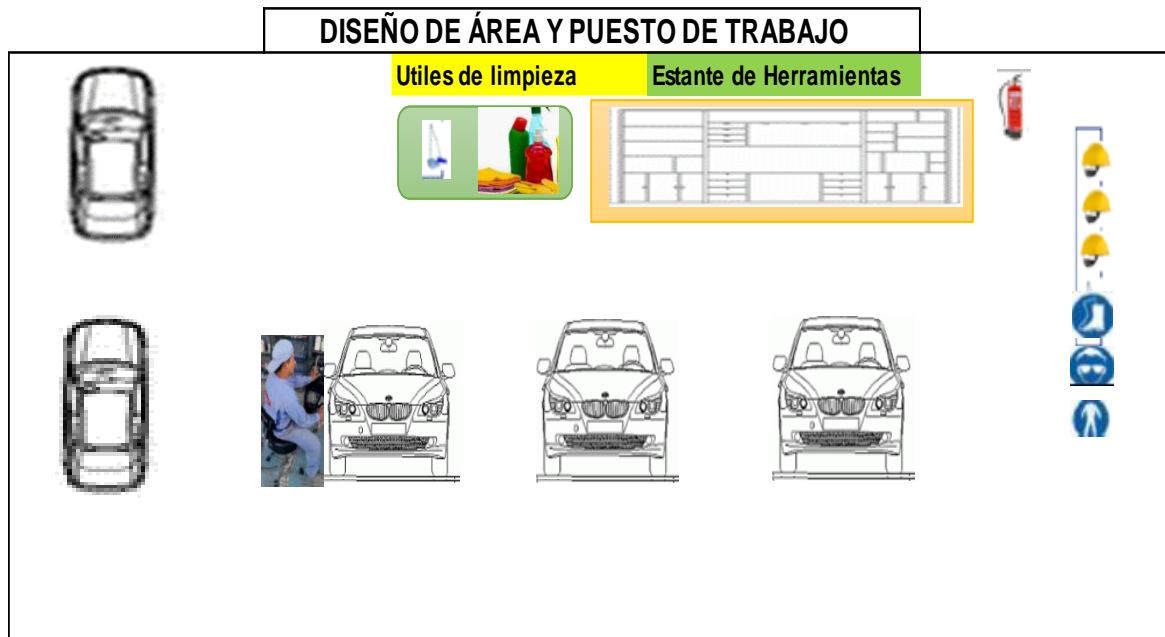 DISEÑO DE ÁREA Y PUESTO DE TRABAJO
Utiles de limpieza
Estante de Herramientas